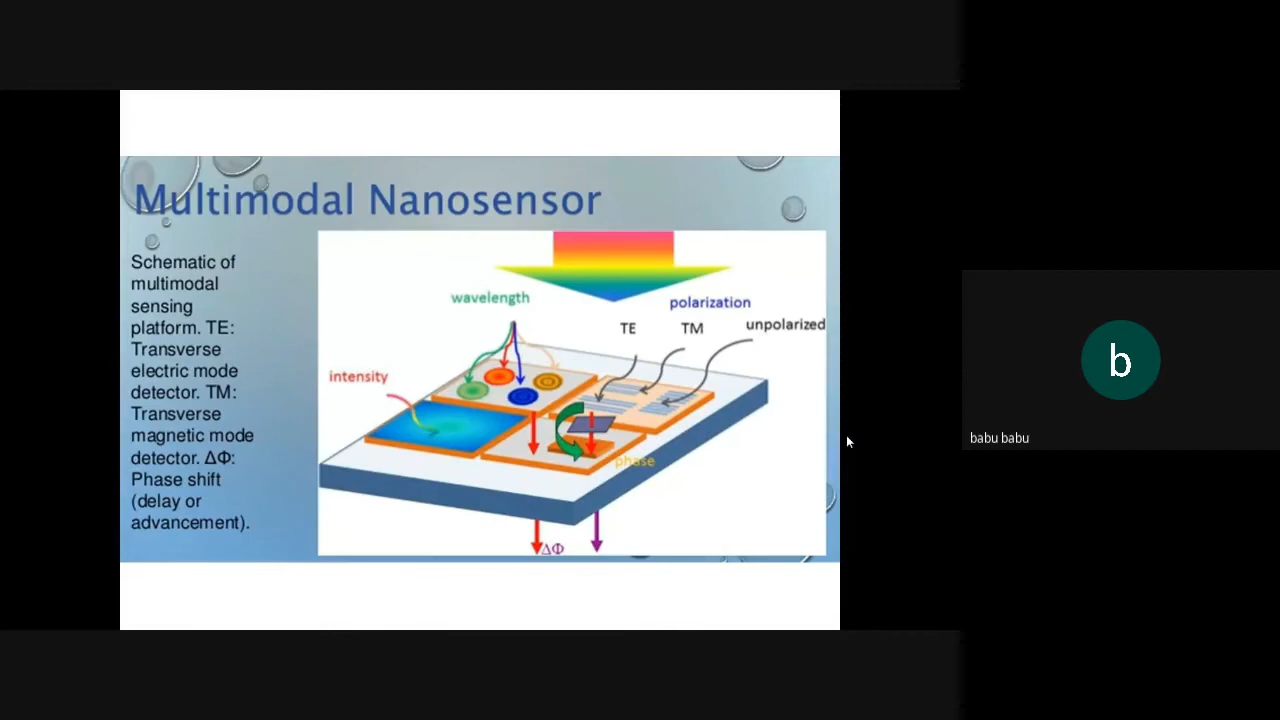 Multimodal Nanosensor
Schematic of
multimodal
sensing
platform. TE:
Transverse
electric mode
detector. TM:
Transverse
magnetic mode
detector. ΔΦ:
Phase shift
(delay or
advancement).
wavelength
polarization
TE
TM
unpolarized
intensity
phase
ΔΦ
b
babu babu